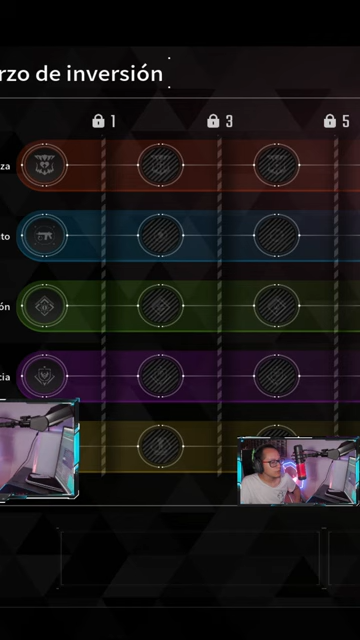 rzo de inversión
1
3
5
za
to
ón
cia